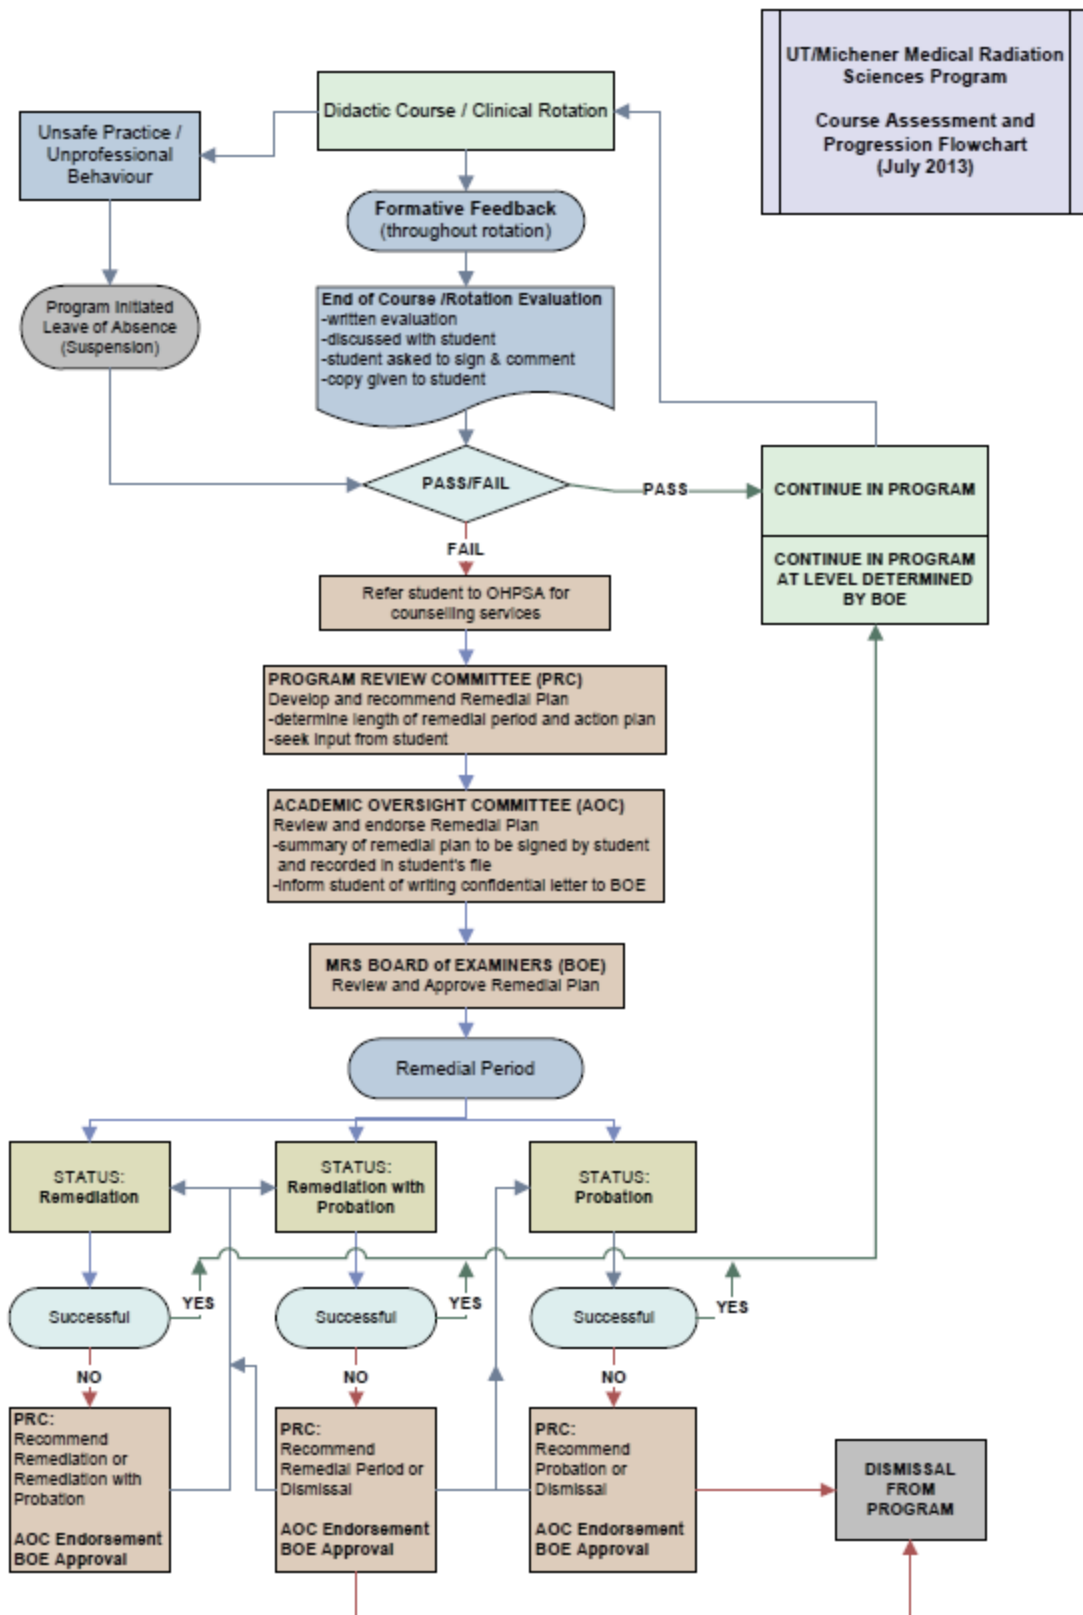 UT/Michener Medical Radiation
Sciences Program
Course Assessment and
Progression Flowchart
(July 2013)
Didactic Course / Clinical Rotation
Unsafe Practice /
Unprofessional
Behaviour
Formative Feedback
(throughout rotation)
Program Initiated
Leave of Absence
(Suspension)
End of Course /Rotation Evaluation
-written evaluation
-discussed with student
-student asked to sign & comment
-copy given to student
PASS/FAIL
PASS
CONTINUE IN PROGRAM
CONTINUE IN PROGRAM
AT LEVEL DETERMINED
BY BOE
FAIL
Refer student to OHPSA for
counselling services
PROGRAM REVIEW COMMITTEE (PRC)
Develop and recommend Remedial Plan
-determine length of remedial period and action plan
-seek input from student
ACADEMIC OVERSIGHT COMMITTEE (AOC)
Review and endorse Remedial Plan
-summary of remedial plan to be signed by student
and recorded in student's file
-inform student of writing confidential letter to BOE
MRS BOARD of EXAMINERS (BOE)
Review and Approve Remedial Plan
Remedial Period
STATUS:
Remediation
STATUS:
Remediation with
Probation
STATUS:
Probation
Successful
YES
Successful
YES
Successful
YES
NO
NO
NO
PRC:
Recommend
Remediation or
Remediation with
Probation
AOC Endorsement
BOE Approval
PRC:
Recommend
Remedial Period or
Dismissal
AOC Endorsement
BOE Approval
PRC:
Recommend
Probation or
Dismissal
AOC Endorsement
BOE Approval
DISMISSAL
FROM
PROGRAM